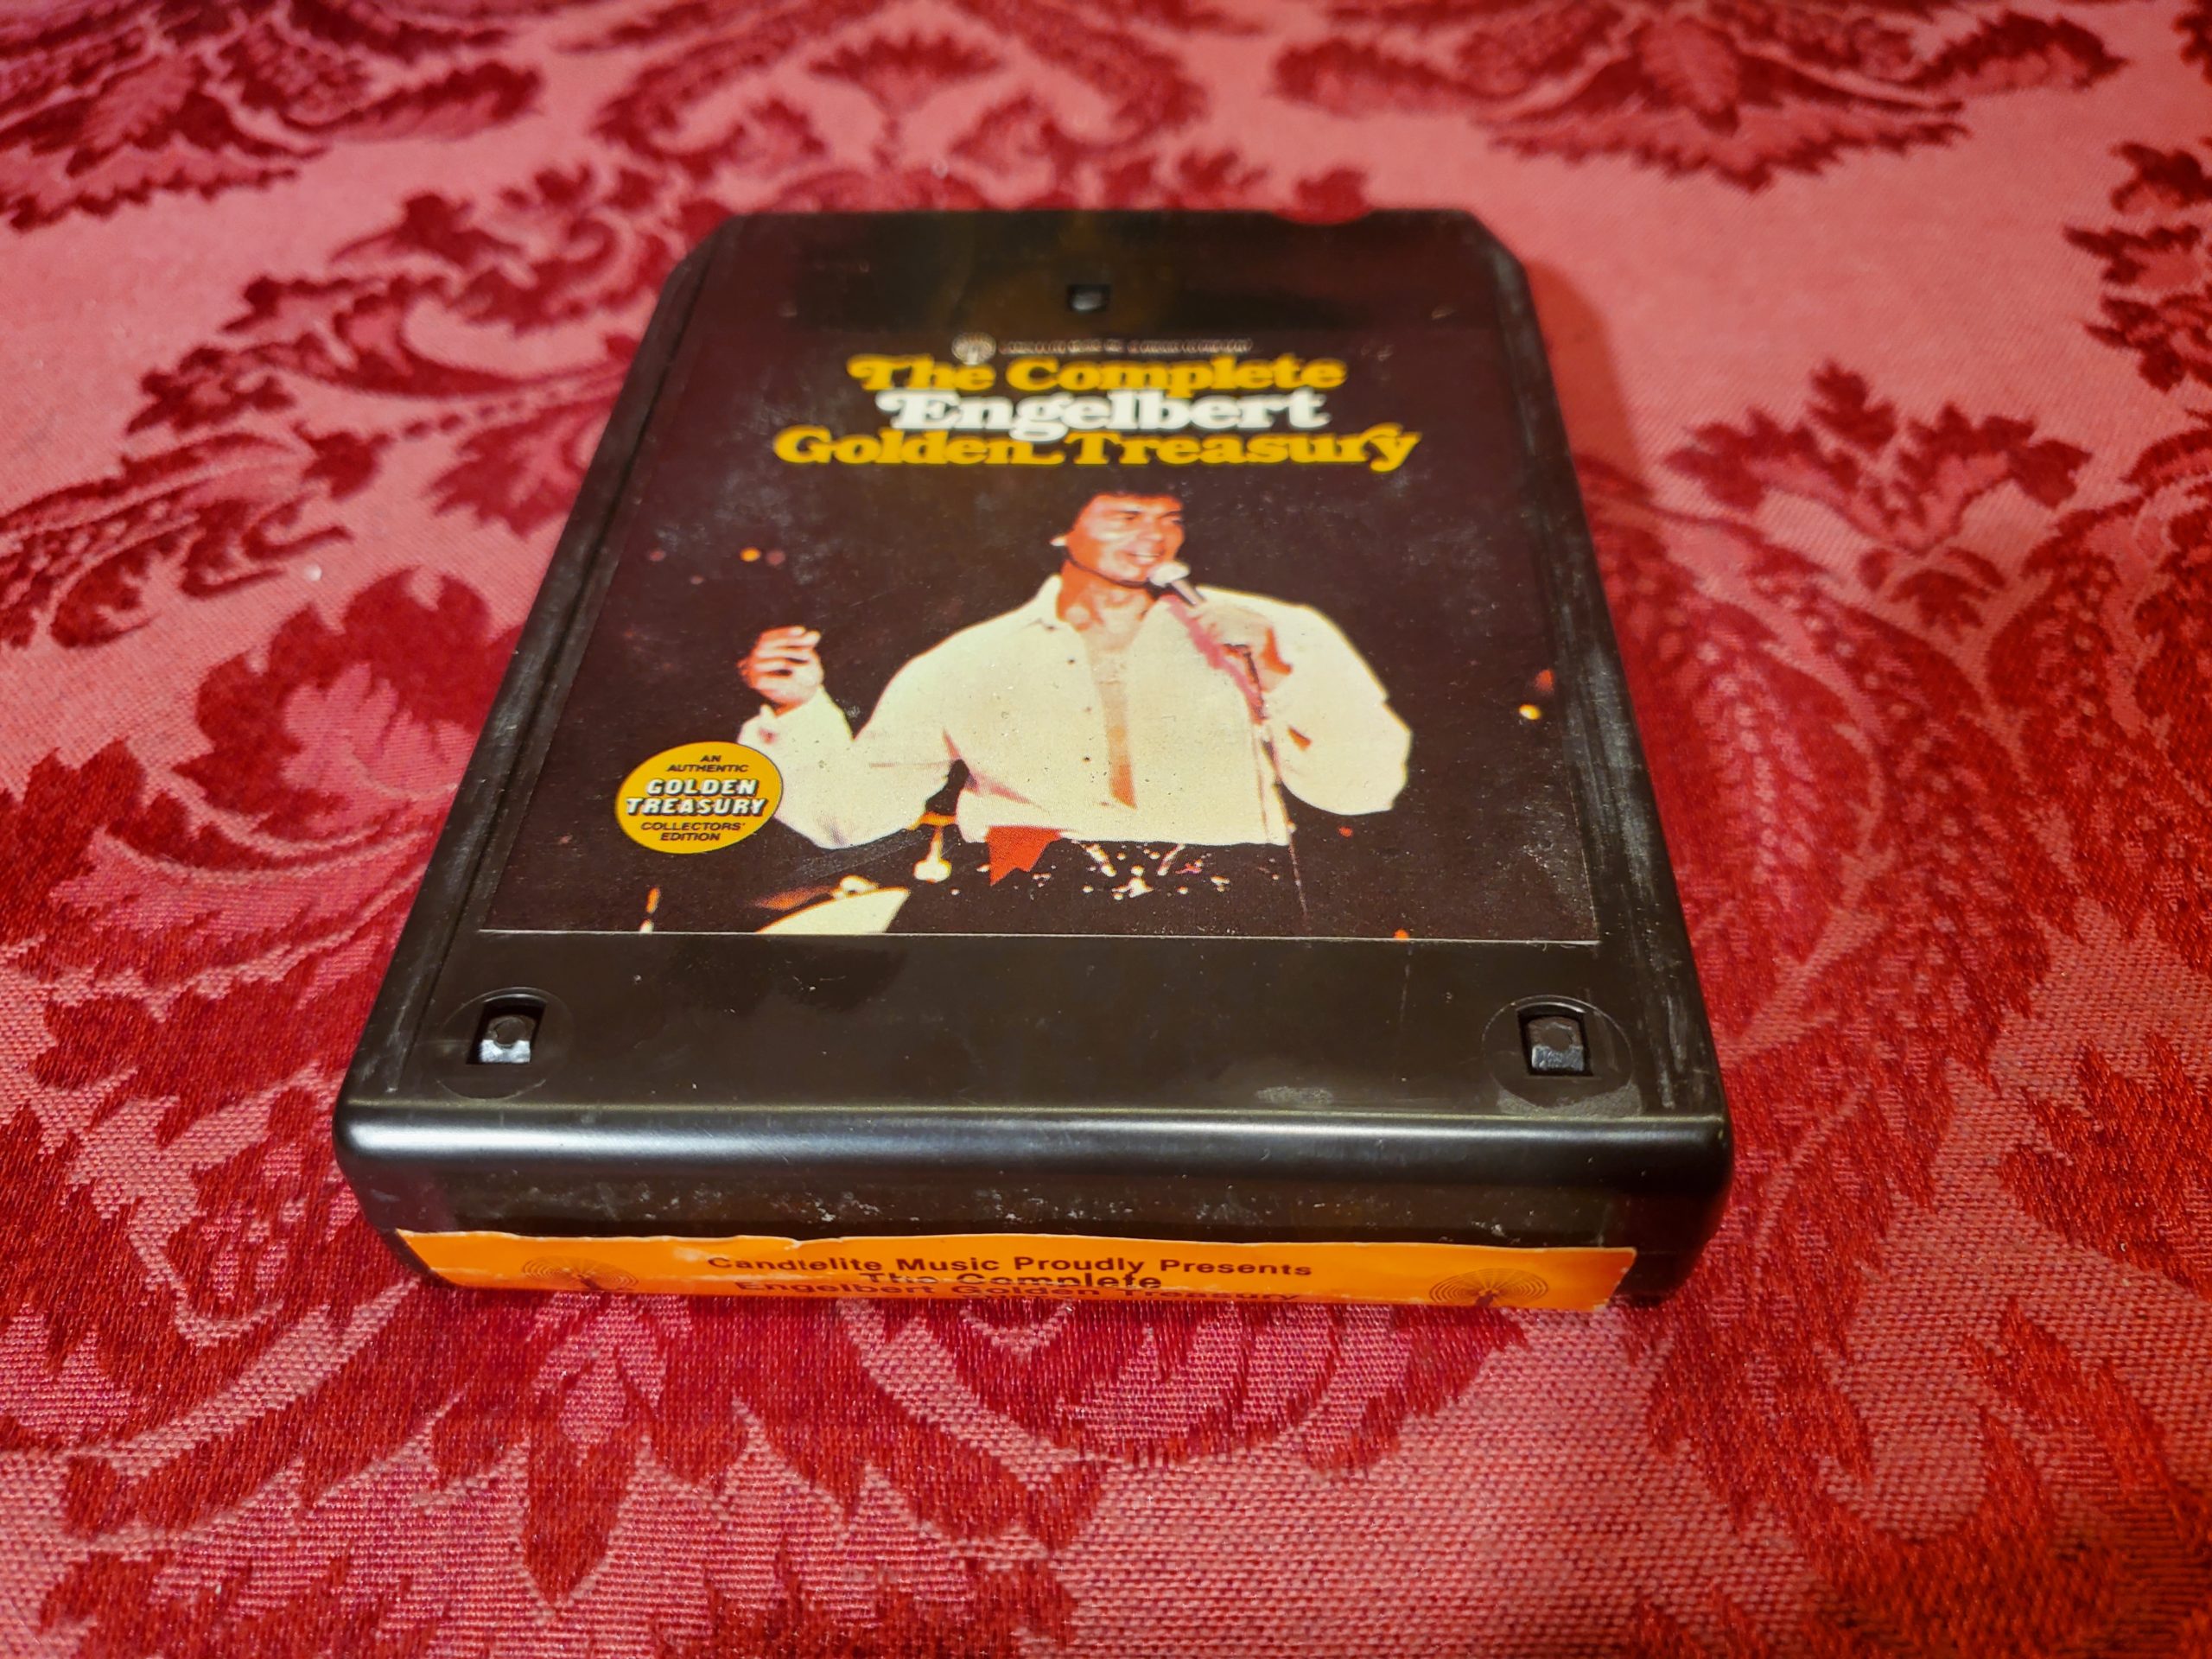 The Complete
Engelbert
Golden Treasury
AN
AUTHENTIC
GOLDEN
TREASURY
COLLECTORS'
EDITION
Candlelite Music Proudly Presents
The Complete
Engelbert Golden Treasury